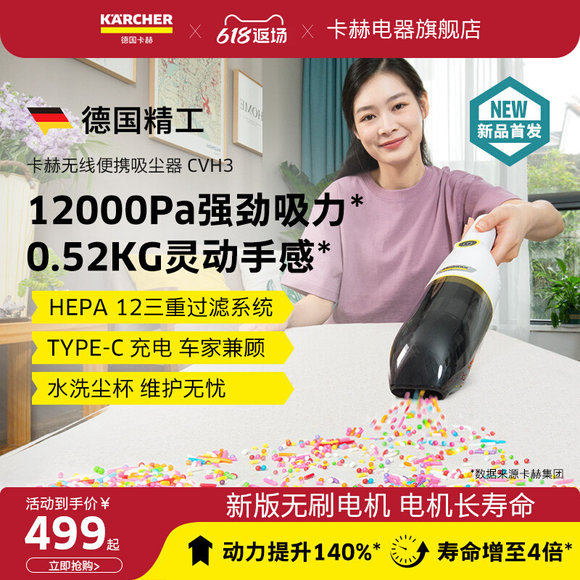 KÄRCHER
德国卡赫
618返场
卡赫电器旗舰店
NEW
新品首发
德国精工
卡赫无线便携吸尘器 CVH3
12000Pa强劲吸力*
0.52KG灵动手感*
HEPA 12三重过滤系统
TYPE-C 充电 车家兼顾
水洗尘杯 维护无忧
*数据来源卡赫集团
活动到手价¥
499起
立即抢购>
新版无刷电机 电机长寿命
动力提升140%*
寿命增至4倍*